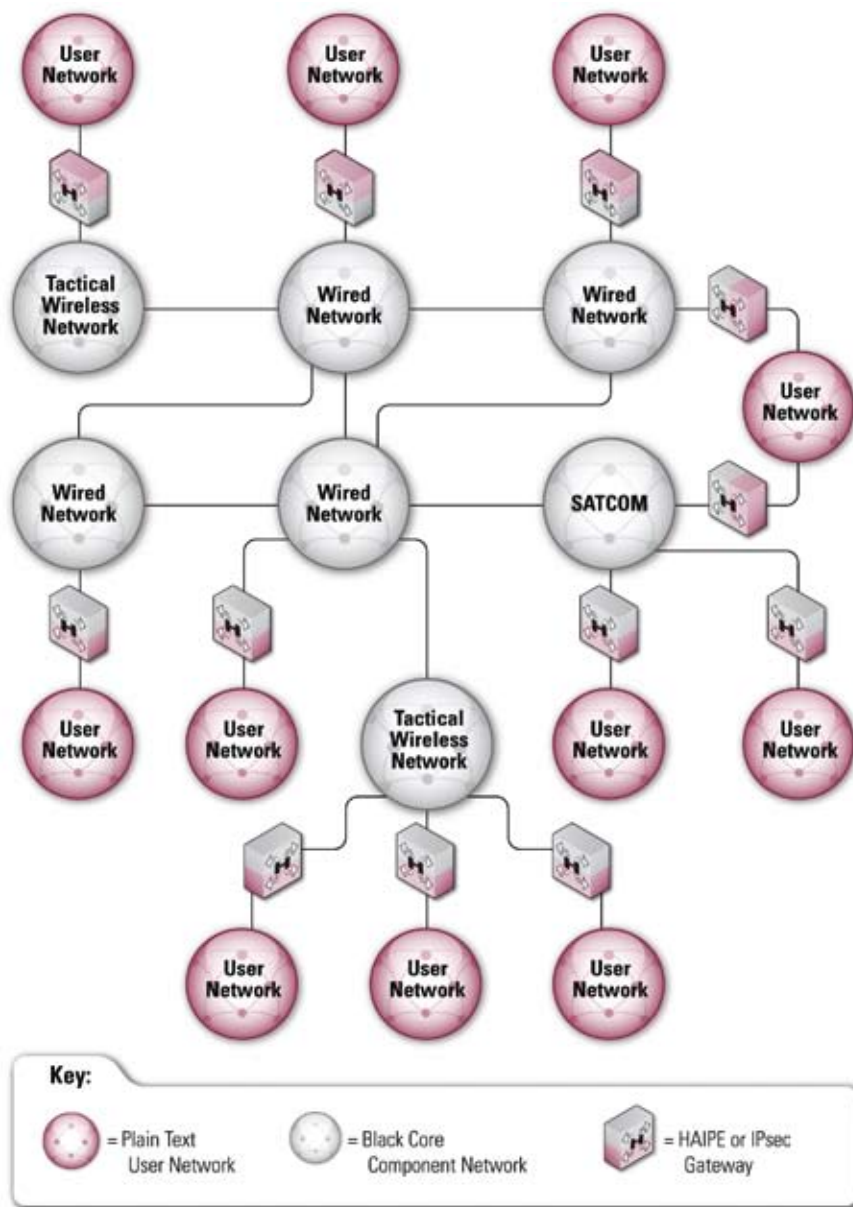 User
Network
User
Network
User
Network
Tactical
Wireless
Network
Wired
Network
Wired
Network
User
Network
Wired
Network
Wired
Network
SATCOM
User
Network
User
Network
User
Network
User
Network
Tactical
Wireless
Network
User
Network
User
Network
User
Network
Key:
= Plain Text
User Network
= Black Core
Component Network
= HAIPE or IPsec
Gateway